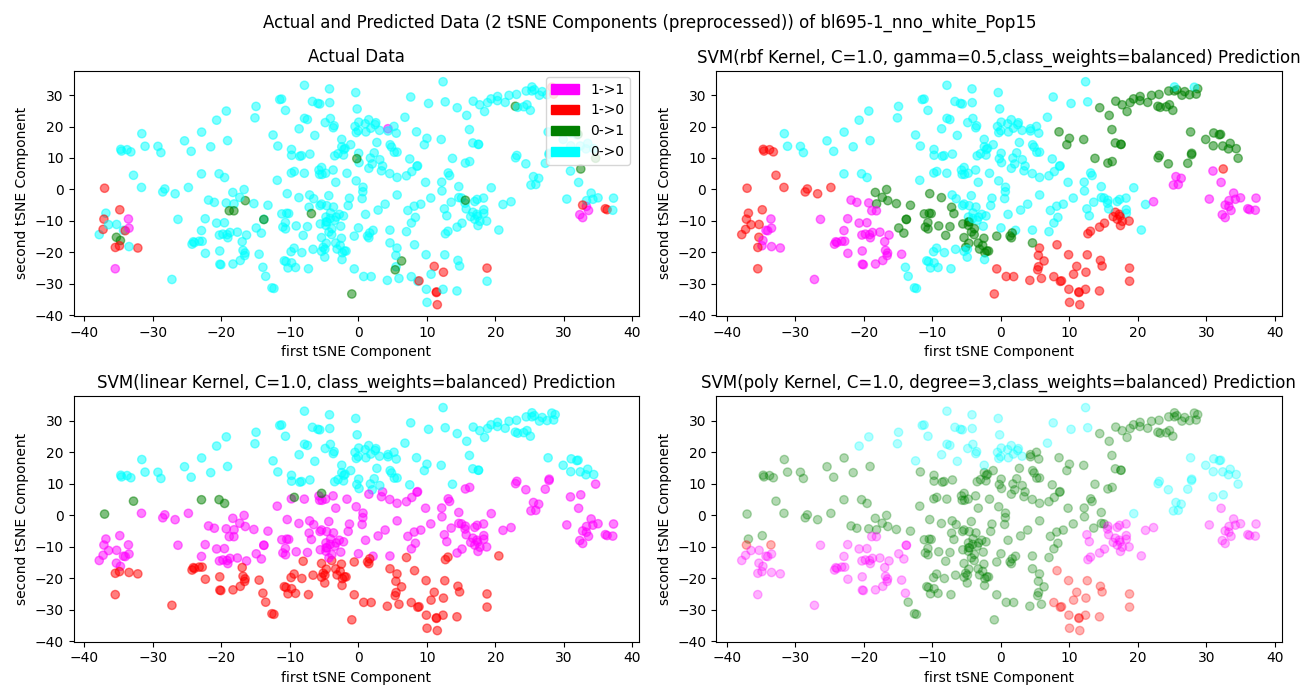 Actual and Predicted Data (2 tSNE Components (preprocessed)) of bl695-1_nno_white_Pop15
Actual Data
30
20
10
0
−10
−20
−30
−40
second tSNE Component
−40 −30 −20 −10 0 10 20 30 40
first tSNE Component
1->1
1->0
0->1
0->0
SVM(rbf Kernel, C=1.0, gamma=0.5,class_weights=balanced) Prediction
30
20
10
0
−10
−20
−30
−40
second tSNE Component
−40 −30 −20 −10 0 10 20 30 40
first tSNE Component
SVM(linear Kernel, C=1.0, class_weights=balanced) Prediction
30
20
10
0
−10
−20
−30
−40
second tSNE Component
−40 −30 −20 −10 0 10 20 30 40
first tSNE Component
SVM(poly Kernel, C=1.0, degree=3,class_weights=balanced) Prediction
30
20
10
0
−10
−20
−30
−40
second tSNE Component
−40 −30 −20 −10 0 10 20 30 40
first tSNE Component